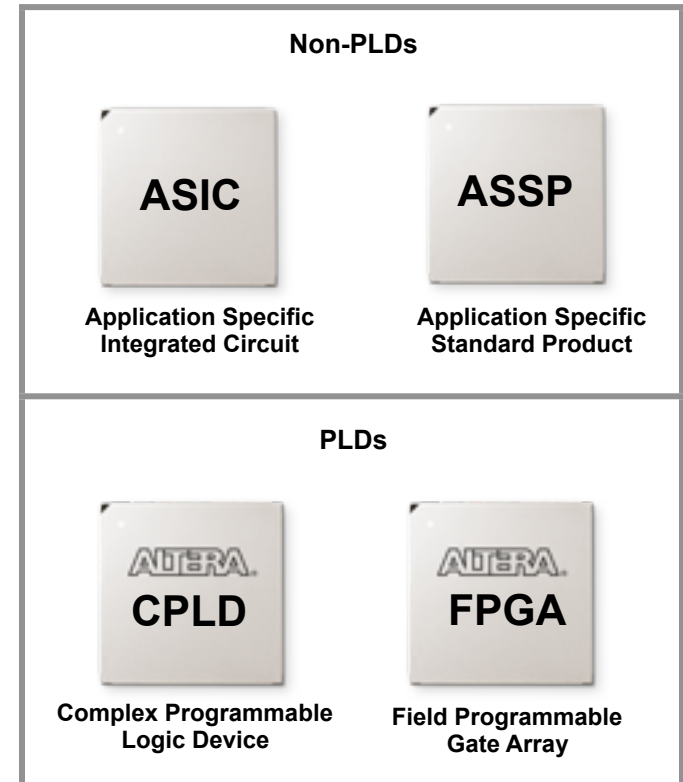 Non-PLDs
ASIC
ASSP
Application Specific
Integrated Circuit
Application Specific
Standard Product
PLDs
ALTERA.
CPLD
ALTERA.
FPGA
Complex Programmable
Logic Device
Field Programmable
Gate Array